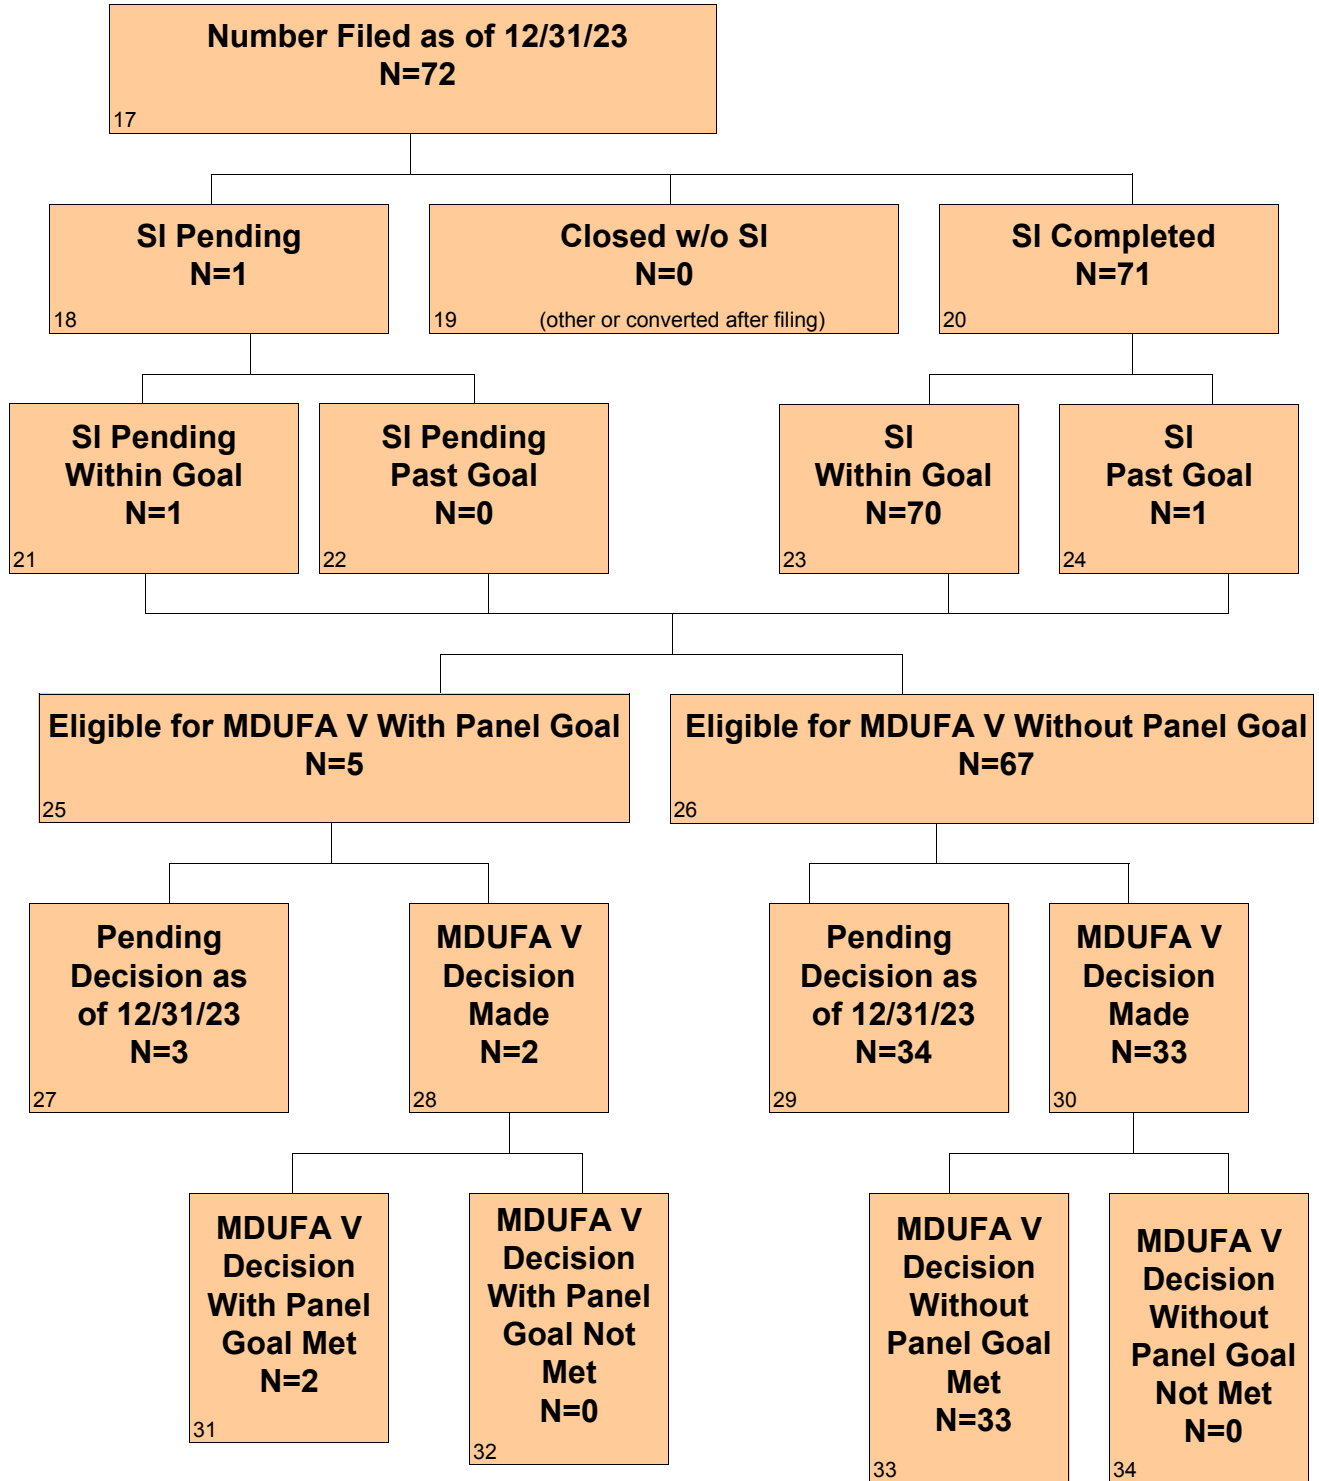 Number Filed as of 12/31/23
N=72
17
SI Pending
N=1
18
Closed w/o SI
N=0
19 (other or converted after filing)
SI Completed
N=71
20
SI Pending
Within Goal
N=1
21
SI Pending
Past Goal
N=0
22
SI
Within Goal
N=70
23
SI
Past Goal
N=1
24
Eligible for MDUFA V With Panel Goal
N=5
25
Eligible for MDUFA V Without Panel Goal
N=67
26
Pending
Decision as
of 12/31/23
N=3
27
MDUFA V
Decision
Made
N=2
28
Pending
Decision as
of 12/31/23
N=34
29
MDUFA V
Decision
Made
N=33
30
MDUFA V
Decision
With Panel
Goal Met
N=2
31
MDUFA V
Decision
With Panel
Goal Not
Met
N=0
32
MDUFA V
Decision
Without
Panel Goal
Met
N=33
33
MDUFA V
Decision
Without
Panel Goal
Not Met
N=0
34